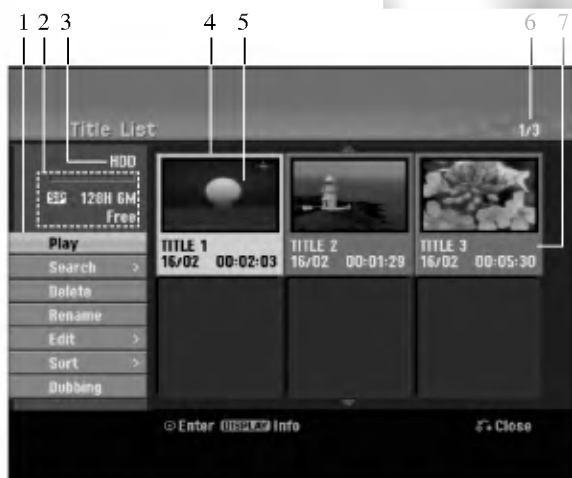 1 2 3 4 5 6 7
Title List
1/3
HDD
128H 6M
Free
Play
Search >
Delete
Rename
Edit >
Sort >
Dubbing
TITLE 1
16/02 00:02:03
TITLE 2
16/02 00:01:29
TITLE 3
16/02 00:05:30
Enter DISPLAY Info
Close